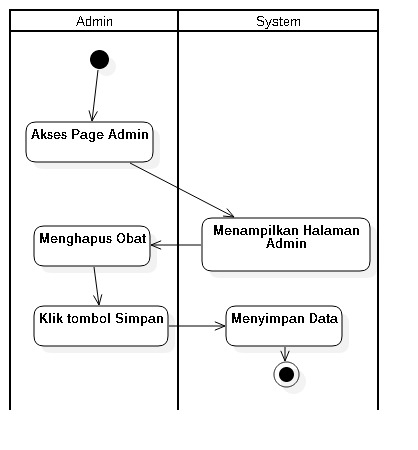 Admin
System
Akses Page Admin
Menampilkan Halaman
Admin
Menghapus Obat
Klik tombol Simpan
Menyimpan Data